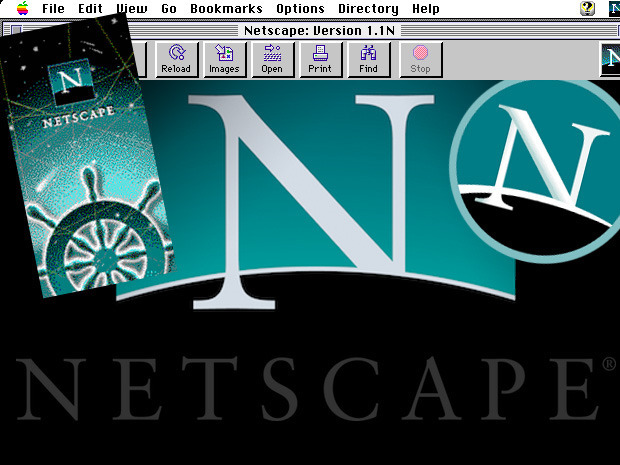 File Edit View Go Bookmarks Options Directory Help
Netscape: Version 1.1N
Reload Images Open Print Find Stop
N
NETSCAPE
N
N
N
NETSCAPE®